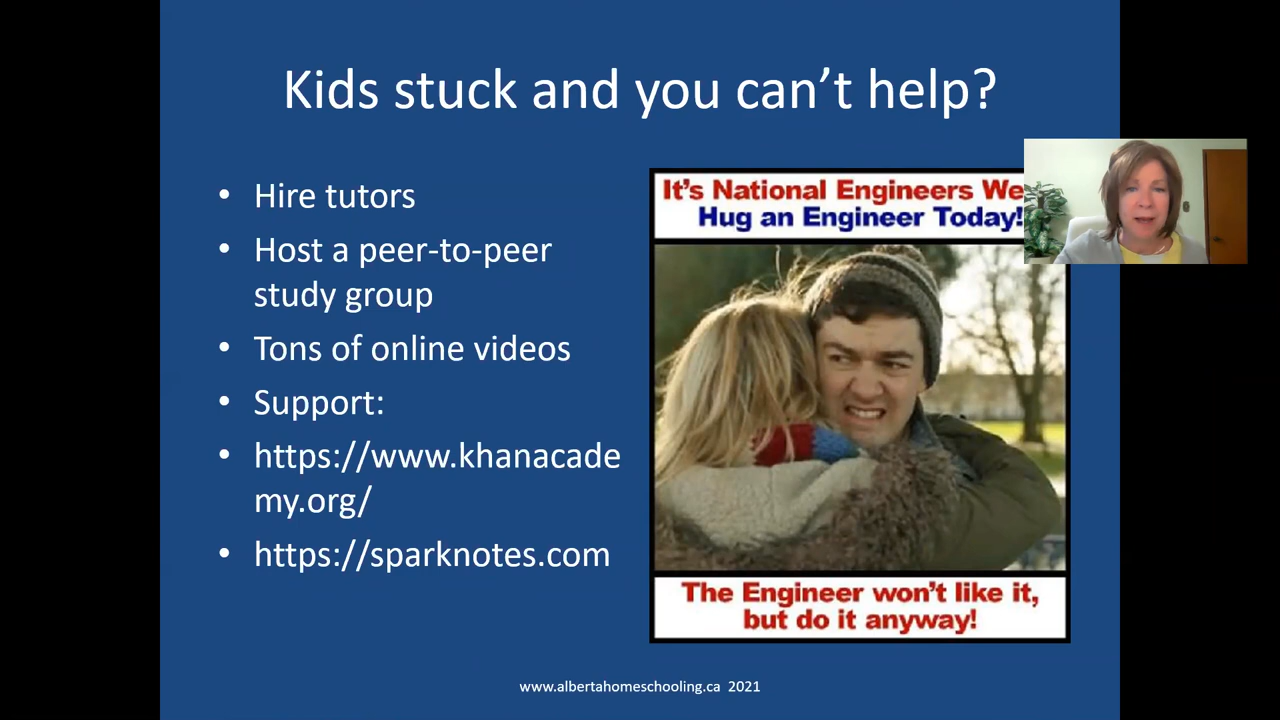 Kids stuck and you can't help?
• Hire tutors
• Host a peer-to-peer
study group
• Tons of online videos
• Support:
• https://www.khanacade
my.org/
• https://sparknotes.com
It's National Engineers
Hug an Engineer Today!
The Engineer won't like it,
but do it anyway!
www.albertahomeschooling.ca 2021